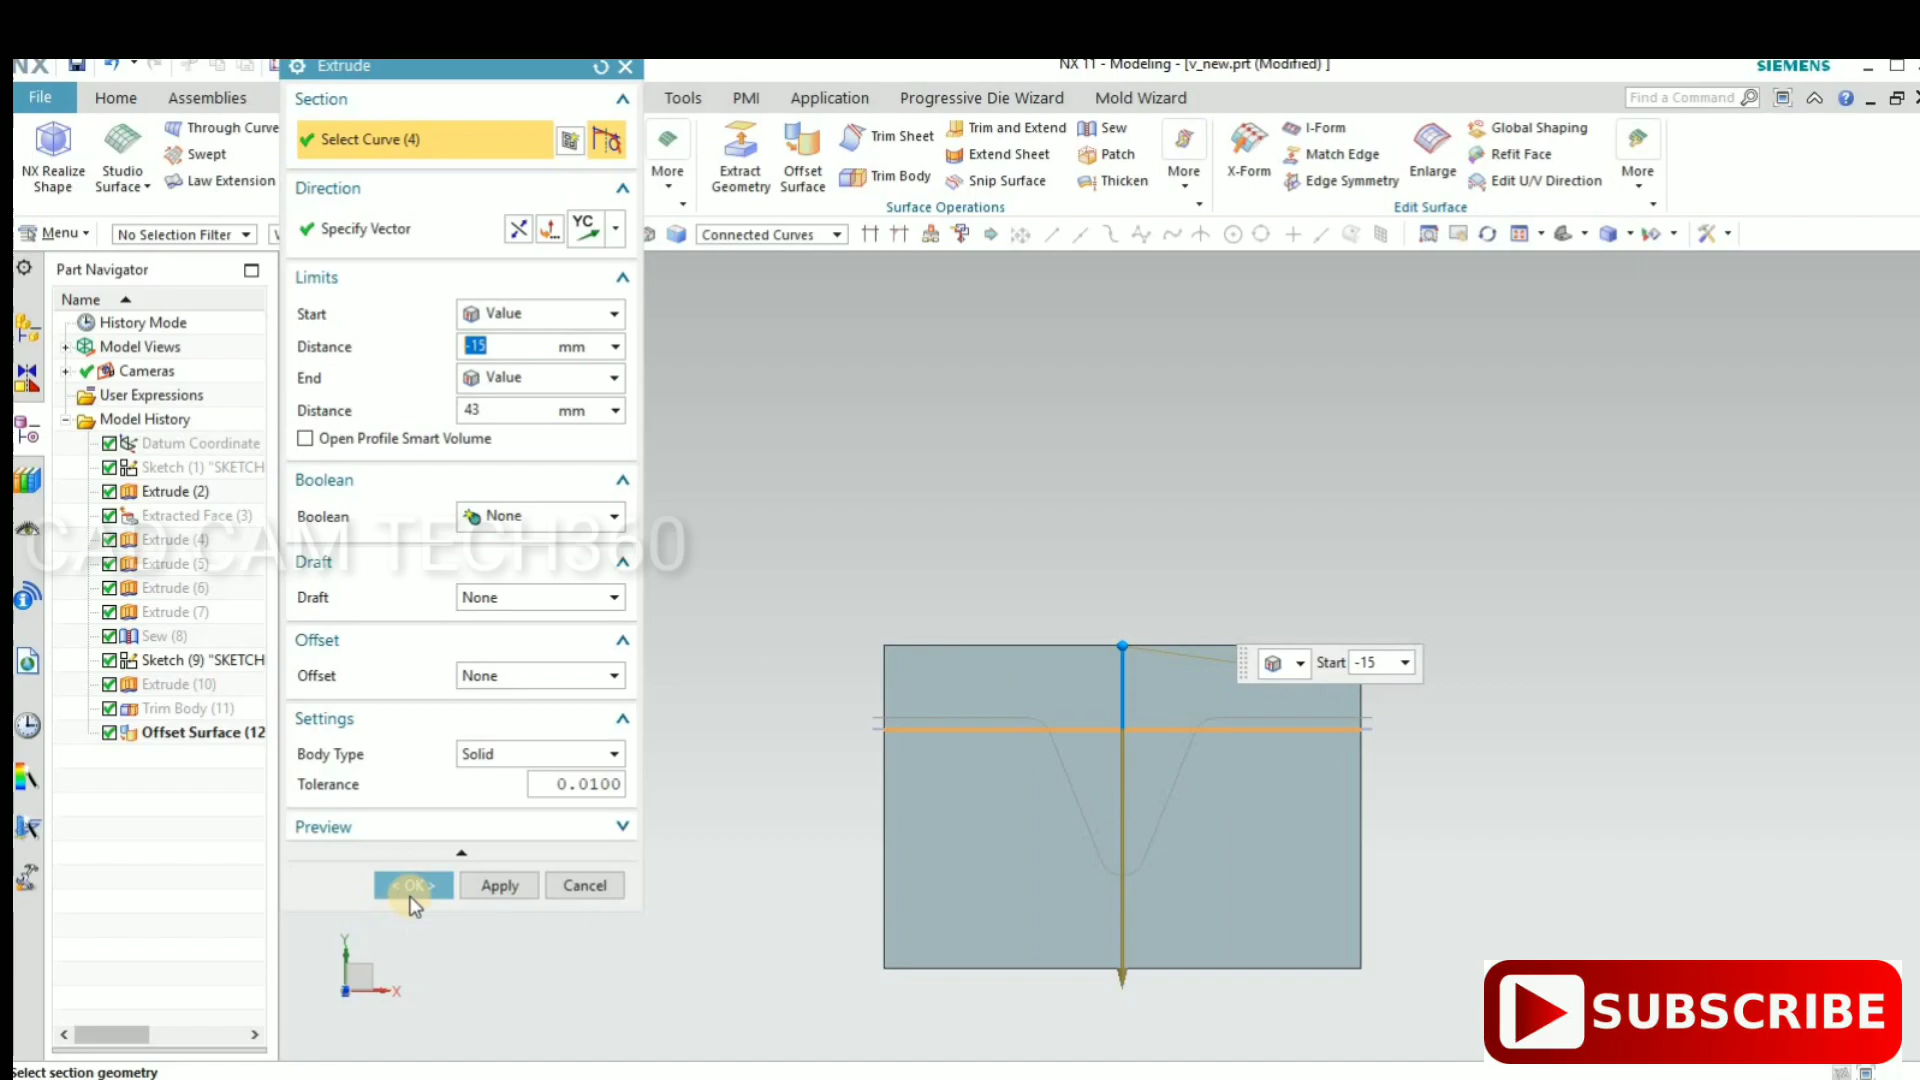 NX
Extrude
NX 11 - Modeling - [v_new.prt (Modified) ]
SIEMENS
File
Home
Assemblies
Tools
PMI
Application
Progressive Die Wizard
Mold Wizard
Find a Command
NX Realize
Shape
Studio
Surface
Through Curve
Swept
Law Extension
More
Extract
Geometry
Offset
Surface
Trim Sheet
Trim Body
Trim and Extend
Extend Sheet
Snip Surface
Sew
Patch
Thicken
More
X-Form
I-Form
Match Edge
Edge Symmetry
Enlarge
Global Shaping
Refit Face
Edit U/V Direction
More
Surface Operations
Edit Surface
Menu
No Selection Filter
Connected Curves
Part Navigator
Name
History Mode
Model Views
Cameras
User Expressions
Model History
Datum Coordinate
Sketch (1) "SKETCH
Extrude (2)
Extracted Face (3)
Extrude (4)
Extrude (5)
Extrude (6)
Extrude (7)
Sew (8)
Sketch (9) "SKETCH
Extrude (10)
Trim Body (11)
Offset Surface (12
Section
Select Curve (4)
Direction
Specify Vector
YC
Limits
Start Value
Distance -15 mm
End Value
Distance 43 mm
Open Profile Smart Volume
Boolean
Boolean None
CAD CAM TECH360
Draft
Draft None
Offset
Offset None
Settings
Body Type Solid
Tolerance 0.0100
Preview
< OK >
Apply
Cancel
Start -15
Y
X
SUBSCRIBE
Select section geometry